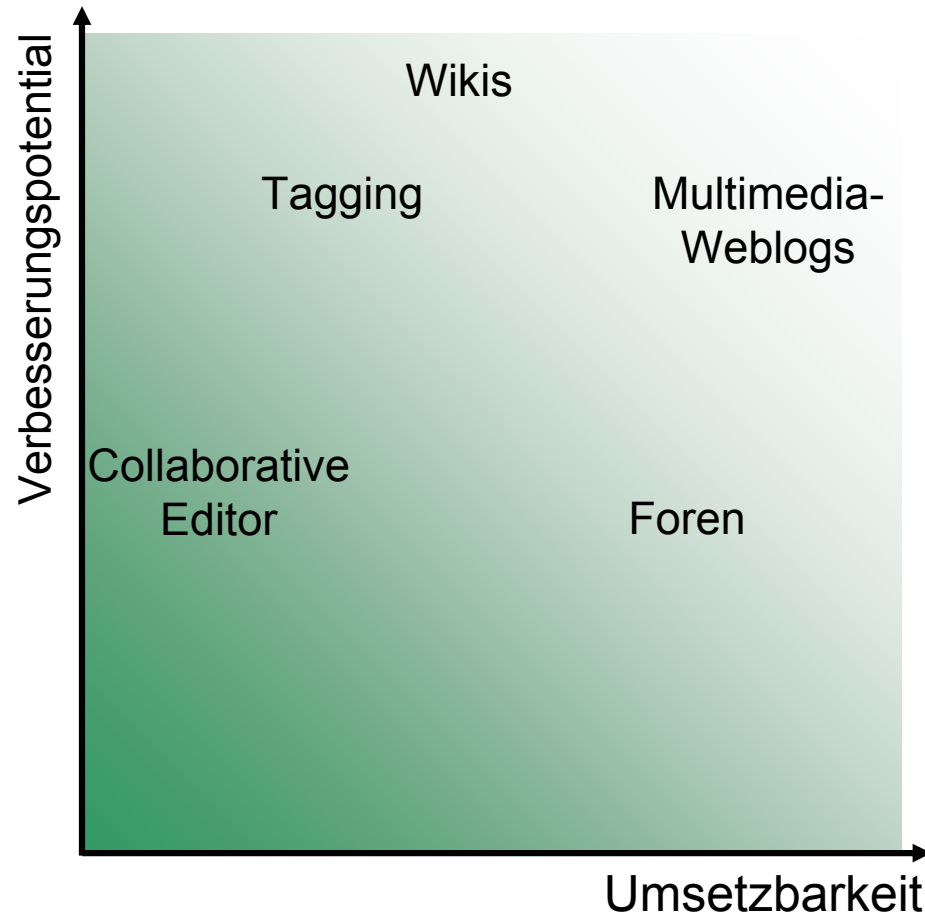 Verbesserungspotential
Wikis
Tagging
Multimedia-
Weblogs
Collaborative
Editor
Foren
Umsetzbarkeit